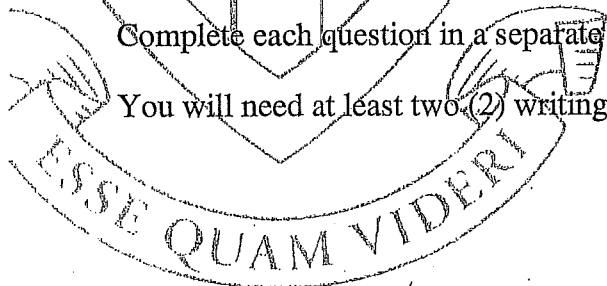 Complete each question in a separate
You will need at least two (2) writing
ESSE QUAM VIDERI